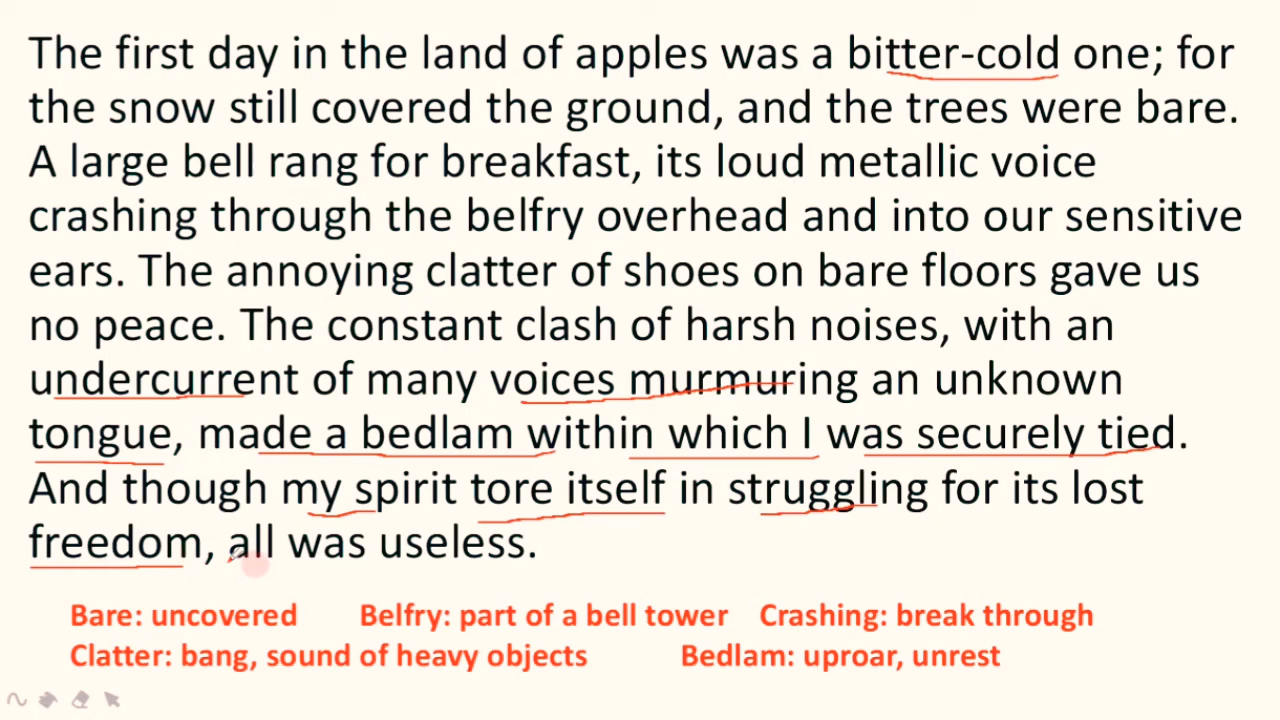 The first day in the land of apples was a bitter-cold one; for
the snow still covered the ground, and the trees were bare.
A large bell rang for breakfast, its loud metallic voice
crashing through the belfry overhead and into our sensitive
ears. The annoying clatter of shoes on bare floors gave us
no peace. The constant clash of harsh noises, with an
undercurrent of many voices murmuring an unknown
tongue, made a bedlam within which I was securely tied.
And though my spirit tore itself in struggling for its lost
freedom, all was useless.
Bare: uncovered Belfry: part of a bell tower Crashing: break through
Clatter: bang, sound of heavy objects Bedlam: uproar, unrest